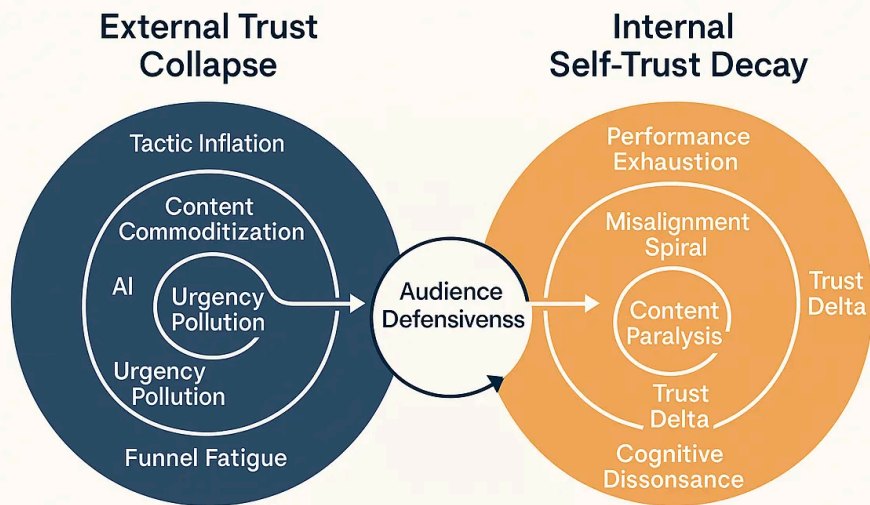 External Trust
Collapse
Tactic Inflation
Content
Commoditization
AI
Urgency
Pollution
Urgency
Pollution
Funnel Fatigue
Audience
Defensivenss
Internal
Self-Trust Decay
Performance
Exhaustion
Misalignment
Spiral
Content
Paralysis
Trust
Delta
Trust
Delta
Cognitive
Dissonsance